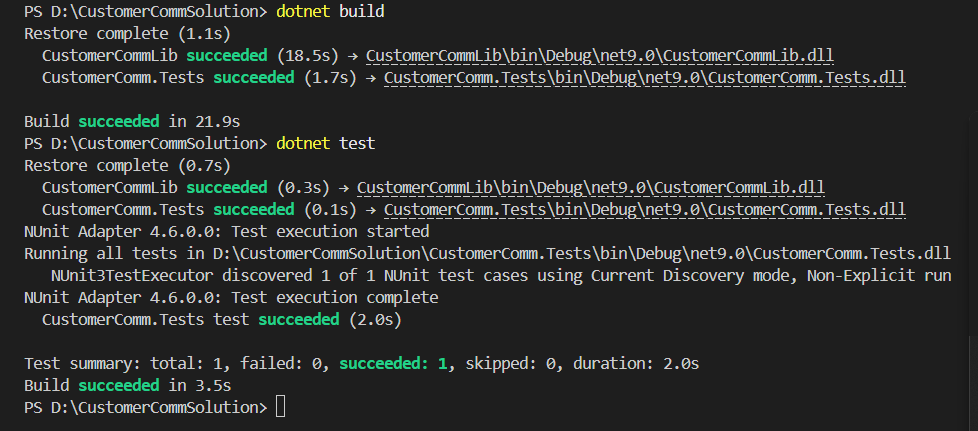 PS D:\CustomerCommSolution> dotnet build
Restore complete (1.1s)
  CustomerCommLib succeeded (18.5s) → CustomerCommLib\bin\Debug\net9.0\CustomerCommLib.dll
  CustomerComm.Tests succeeded (1.7s) → CustomerComm.Tests\bin\Debug\net9.0\CustomerComm.Tests.dll

Build succeeded in 21.9s
PS D:\CustomerCommSolution> dotnet test
Restore complete (0.7s)
  CustomerCommLib succeeded (0.3s) → CustomerCommLib\bin\Debug\net9.0\CustomerCommLib.dll
  CustomerComm.Tests succeeded (0.1s) → CustomerComm.Tests\bin\Debug\net9.0\CustomerComm.Tests.dll
NUnit Adapter 4.6.0.0: Test execution started
Running all tests in D:\CustomerCommSolution\CustomerComm.Tests\bin\Debug\net9.0\CustomerComm.Tests.dll
   NUnit3TestExecutor discovered 1 of 1 NUnit test cases using Current Discovery mode, Non-Explicit run
NUnit Adapter 4.6.0.0: Test execution complete
  CustomerComm.Tests test succeeded (2.0s)

Test summary: total: 1, failed: 0, succeeded: 1, skipped: 0, duration: 2.0s
Build succeeded in 3.5s
PS D:\CustomerCommSolution>